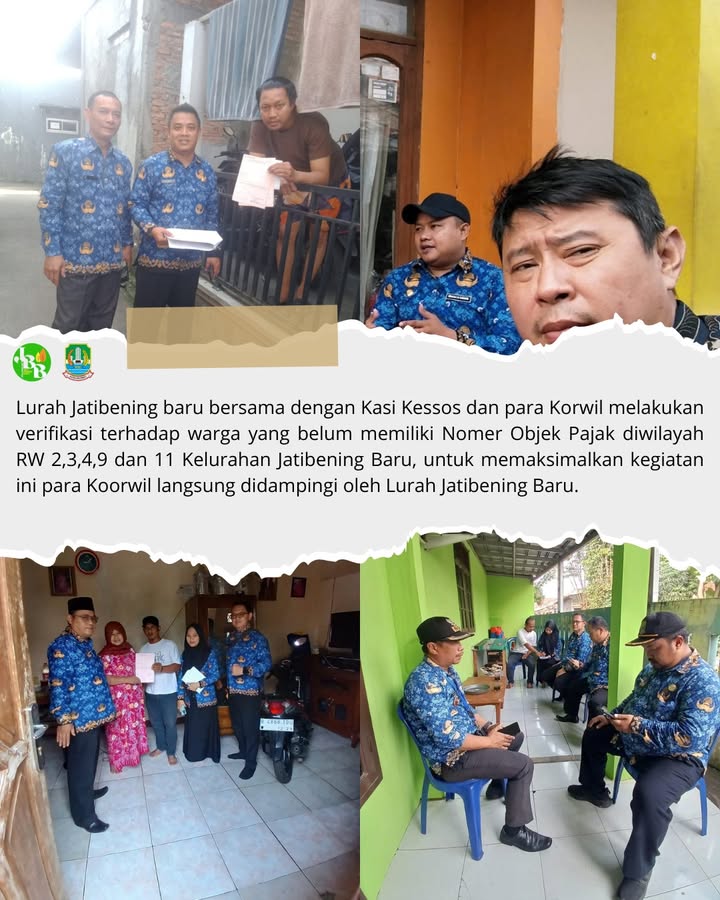 JBB
Lurah Jatibening baru bersama dengan Kasi Kessos dan para Korwil melakukan
verifikasi terhadap warga yang belum memiliki Nomer Objek Pajak diwilayah
RW 2,3,4,9 dan 11 Kelurahan Jatibening Baru, untuk memaksimalkan kegiatan
ini para Koorwil langsung didampingi oleh Lurah Jatibening Baru.